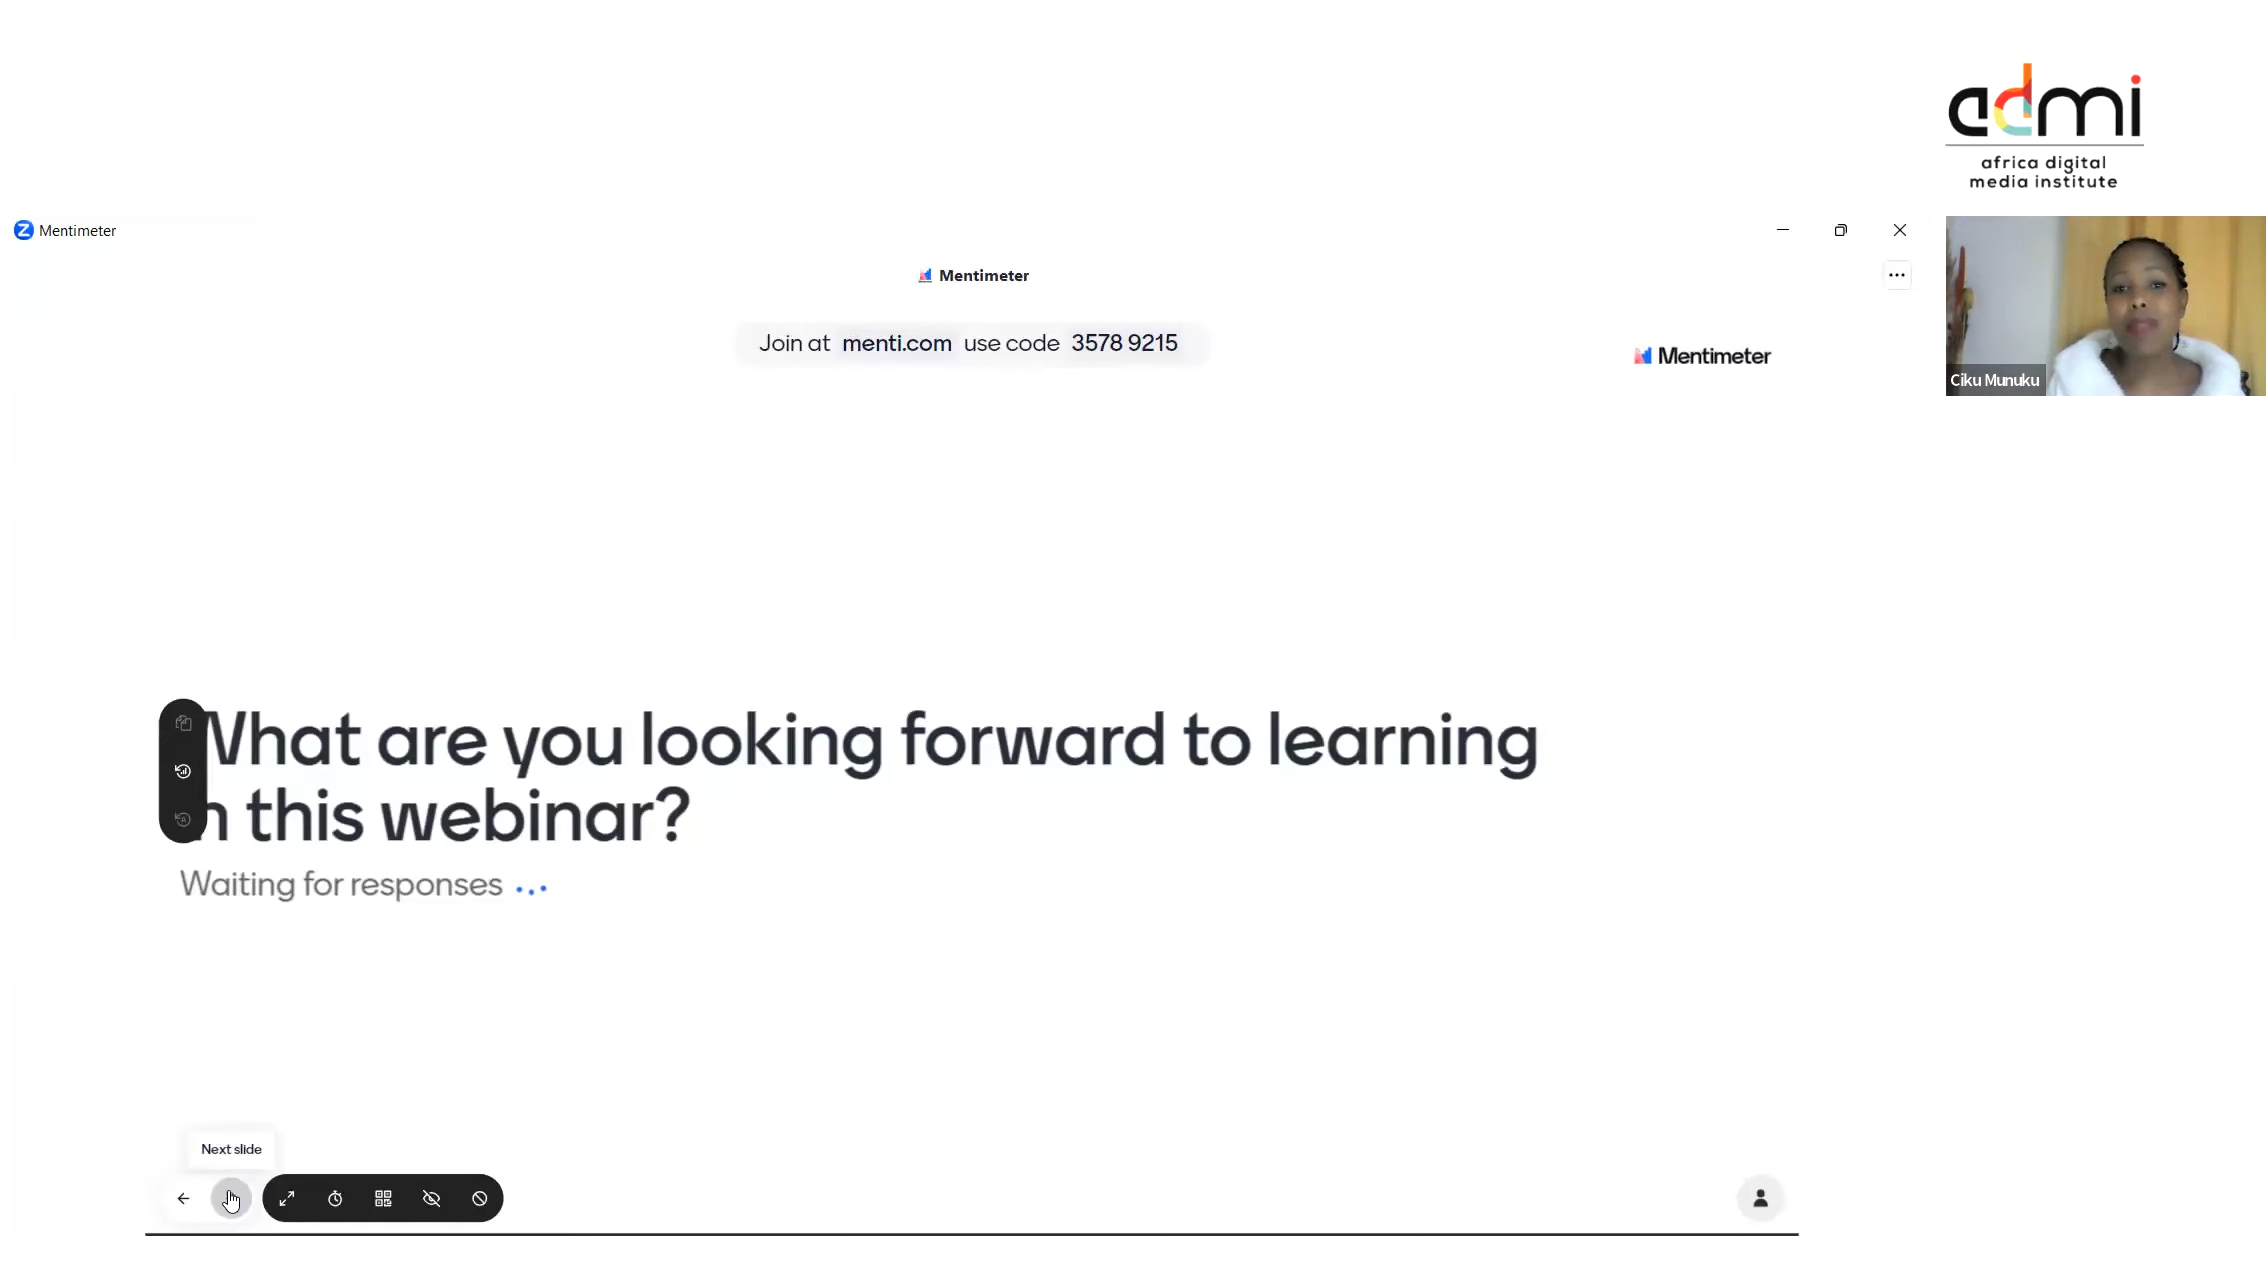 admi
africa digital
media institute
Mentimeter
Mentimeter
Join at menti.com use code 3578 9215
Mentimeter
Ciku Munuku
What are you looking forward to learning
in this webinar?
Waiting for responses ...
Next slide